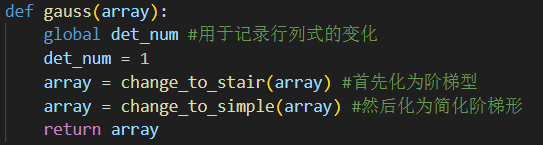 def gauss(array):
    global det_num #用于记录行列式的变化
    det_num = 1
    array = change_to_stair(array) #首先化为阶梯型
    array = change_to_simple(array) #然后化为简化阶梯形
    return array